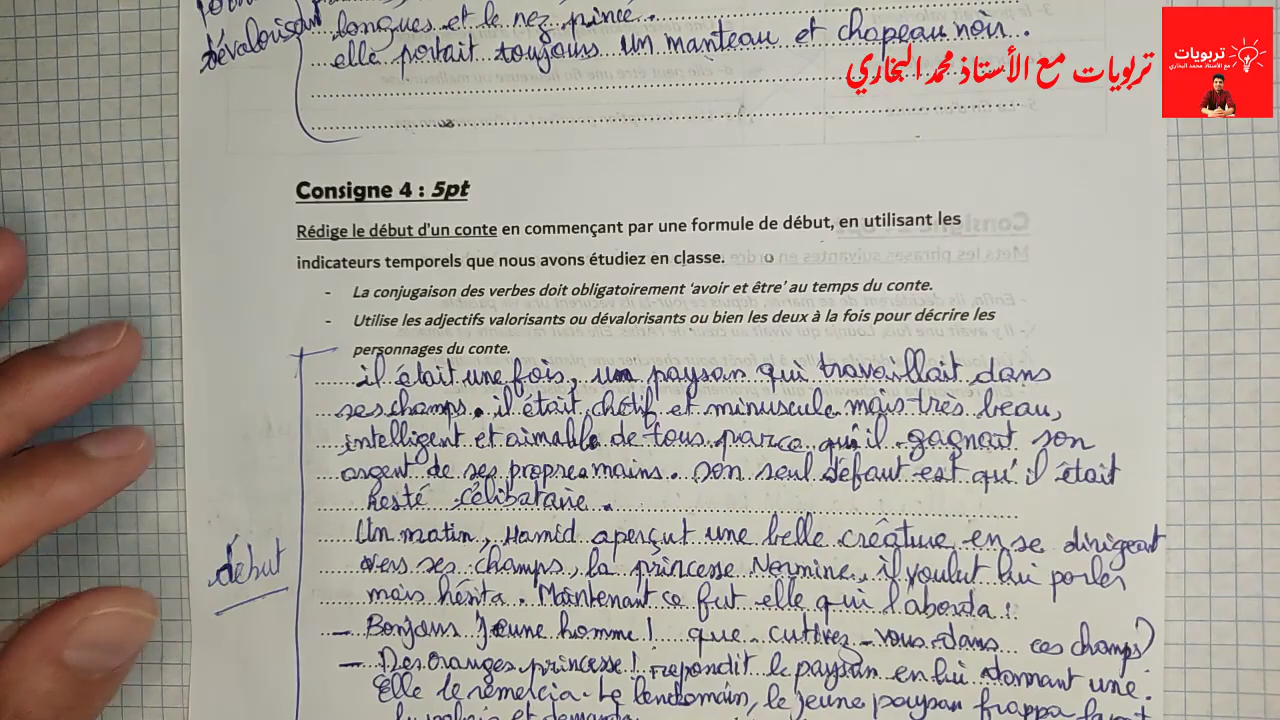 dévalorisant
longues et le nez pincé.
elle portait toujours un manteau et chapeau noir.
تربويات مع الأستاذ محمد البخاري
تربويات
مع الأستاذ محمد البخاري
Consigne 4 : 5pt
Rédige le début d'un conte en commençant par une formule de début, en utilisant les
indicateurs temporels que nous avons étudiez en classe.
- La conjugaison des verbes doit obligatoirement 'avoir et être' au temps du conte.
- Utilise les adjectifs valorisants ou dévalorisants ou bien les deux à la fois pour décrire les
personnages du conte.
il était une fois, un paysan qui travaillait dans
ses champs. il était chétif et minuscule mais très beau,
intelligent et aimable de tous parce qu'il gagnait son
argent de ses propres mains. son seul défaut est qu'il était
resté célibataire.
Un matin, Hamid aperçut une belle créâture en se dirigeant
vers ses champs, la princesse Nermine, il voulut lui parler
mais hésita. Maintenant ce fut elle qui l'aborda :
début
- Bonjour jeune homme ! que cultivez-vous dans ces champs ?
- Des oranges princesse ! repondit le paysan en lui donnant une.
Elle le remercia. Le lendemain, le jeune paysan frappa